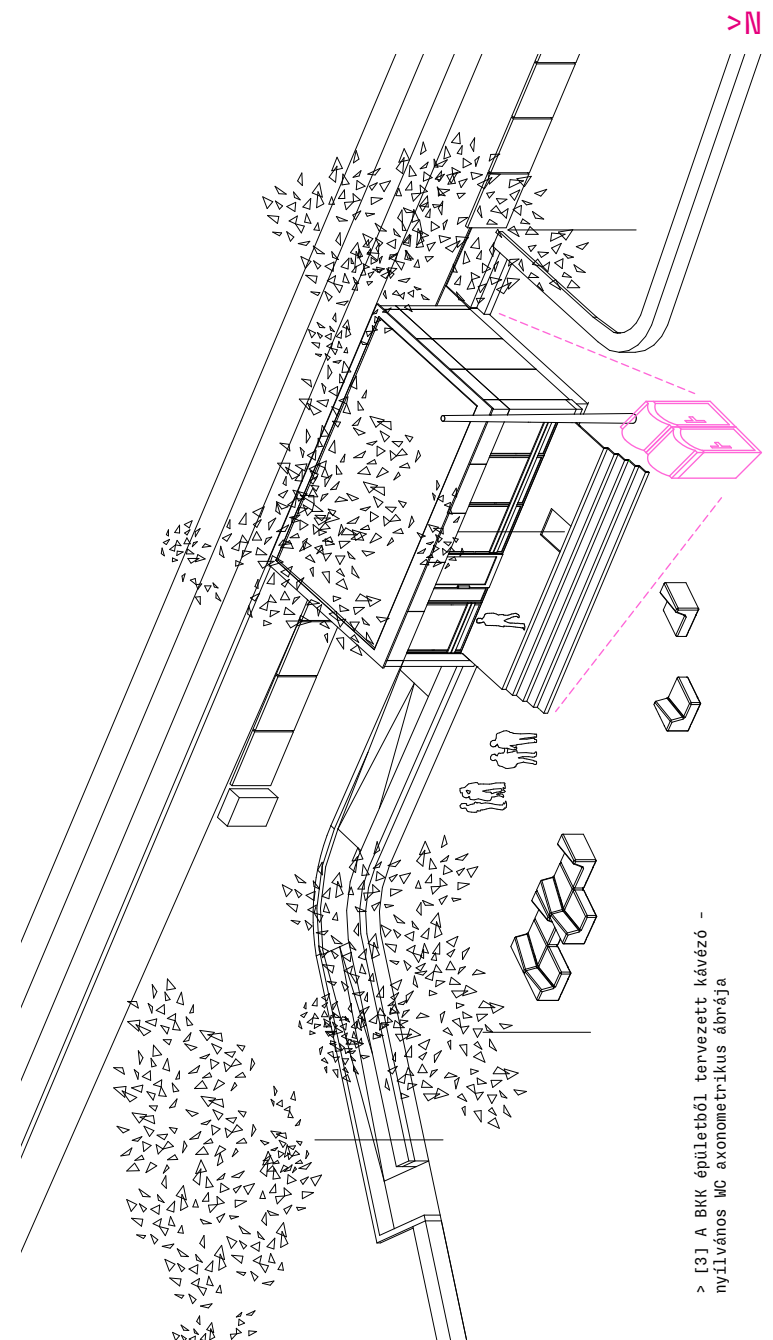 >N
> [3] A BKK épületből tervezett kávézó –
nyilvános WC axonometrikus ábrája